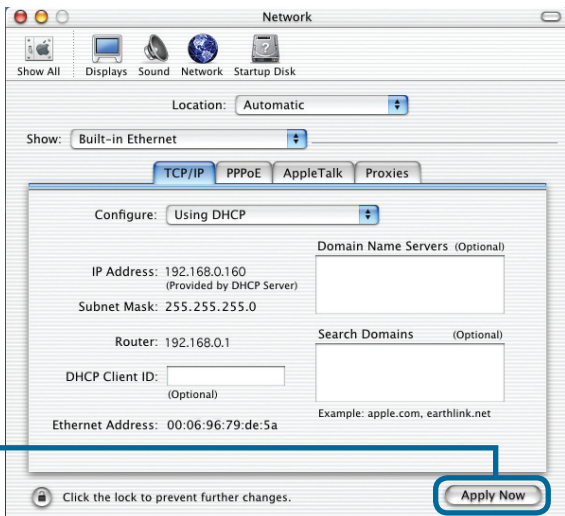 Network
Show All Displays Sound Network Startup Disk
Location: Automatic
Show: Built-in Ethernet
TCP/IP PPPoE AppleTalk Proxies
Configure: Using DHCP
Domain Name Servers (Optional)
IP Address: 192.168.0.160
(Provided by DHCP Server)
Subnet Mask: 255.255.255.0
Router: 192.168.0.1
Search Domains (Optional)
DHCP Client ID:
(Optional)
Example: apple.com, earthlink.net
Ethernet Address: 00:06:96:79:de:5a
Click the lock to prevent further changes.
Apply Now